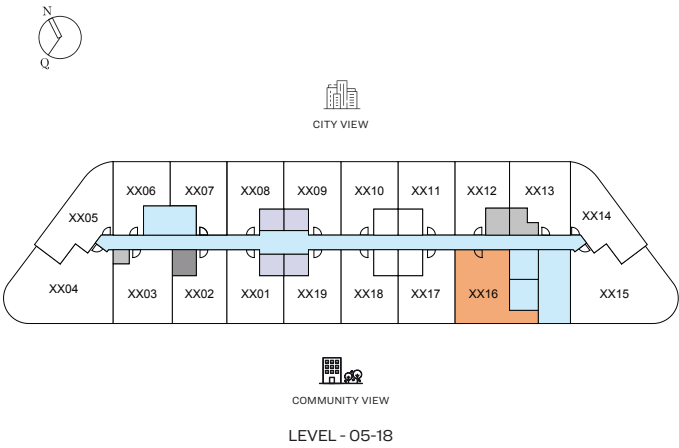 N
Q
CITY VIEW
XX06 XX07 XX08 XX09 XX10 XX11 XX12 XX13
XX05 XX14
XX04 XX03 XX02 XX01 XX19 XX18 XX17 XX16 XX15
COMMUNITY VIEW
LEVEL - 05-18